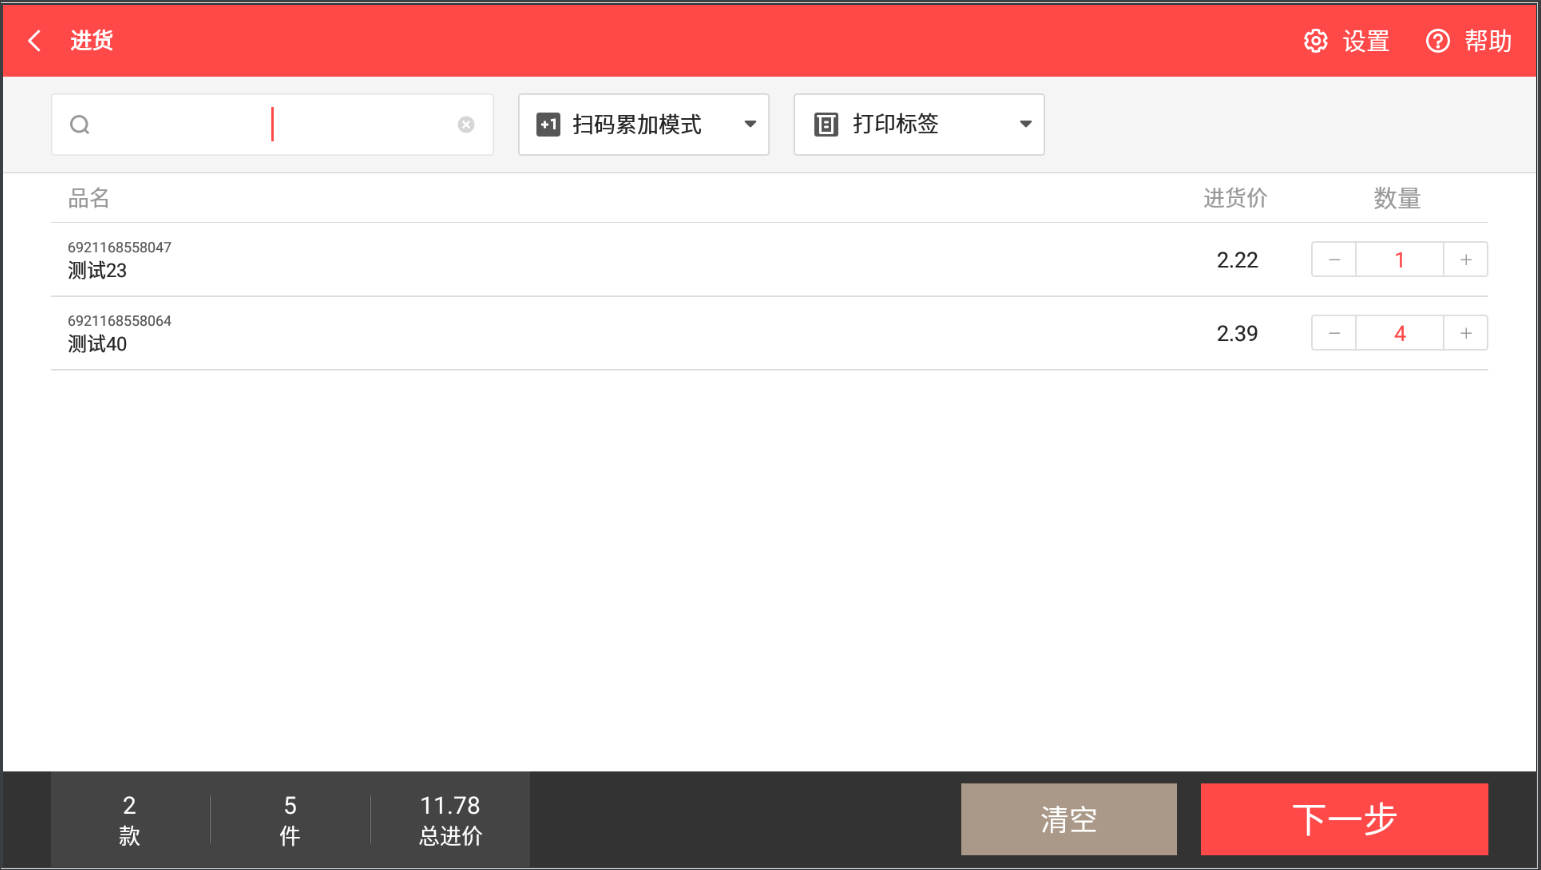 进货
设置
帮助
+1 扫码累加模式
打印标签
品名
进货价
数量
6921168558047
测试23
2.22
− 1 +
6921168558064
测试40
2.39
− 4 +
2
款
5
件
11.78
总进价
清空
下一步